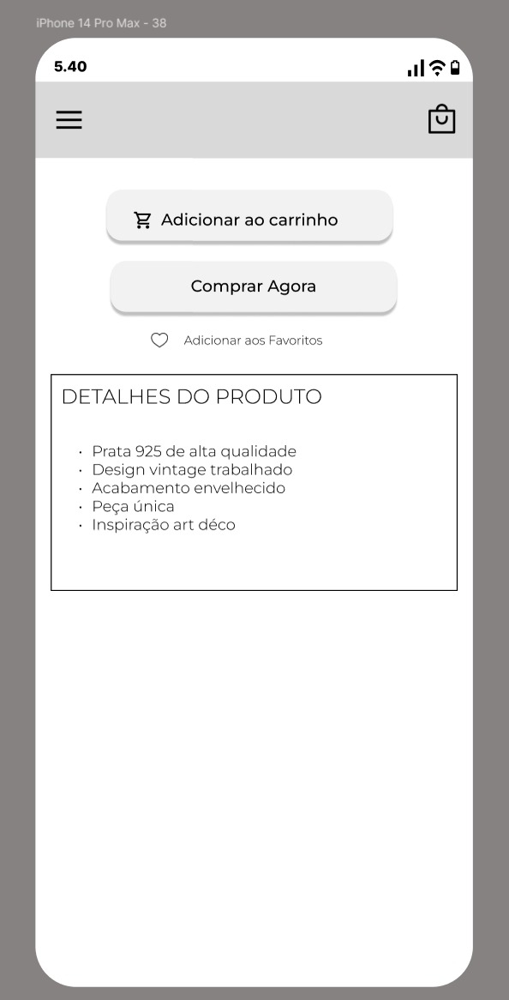 iPhone 14 Pro Max - 38
5.40
Adicionar ao carrinho
Comprar Agora
Adicionar aos Favoritos
DETALHES DO PRODUTO
• Prata 925 de alta qualidade
• Design vintage trabalhado
• Acabamento envelhecido
• Peça única
• Inspiração art déco